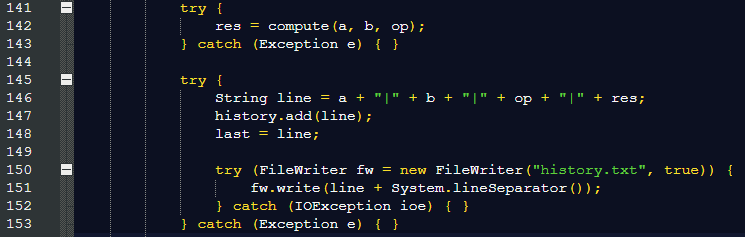 141 try {
142 res = compute(a, b, op);
143 } catch (Exception e) { }
144
145 try {
146 String line = a + "|" + b + "|" + op + "|" + res;
147 history.add(line);
148 last = line;
149
150 try (FileWriter fw = new FileWriter("history.txt", true)) {
151 fw.write(line + System.lineSeparator());
152 } catch (IOException ioe) { }
153 } catch (Exception e) { }